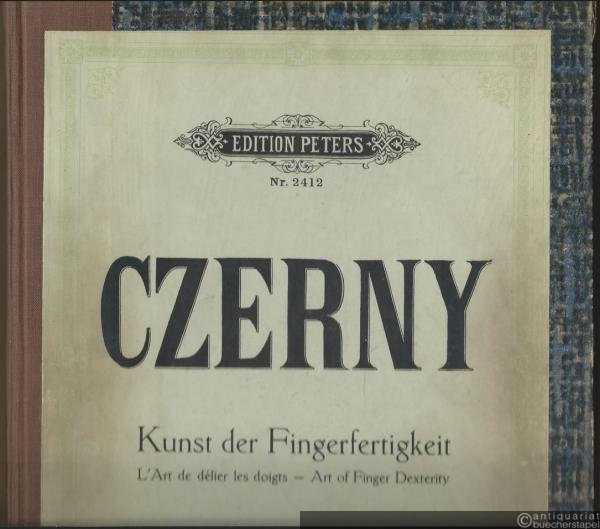 EDITION PETERS
Nr. 2412
CZERNY
Kunst der Fingerfertigkeit
L'Art de délier les doigts — Art of Finger Dexterity
©antiquariat
buecherstapel